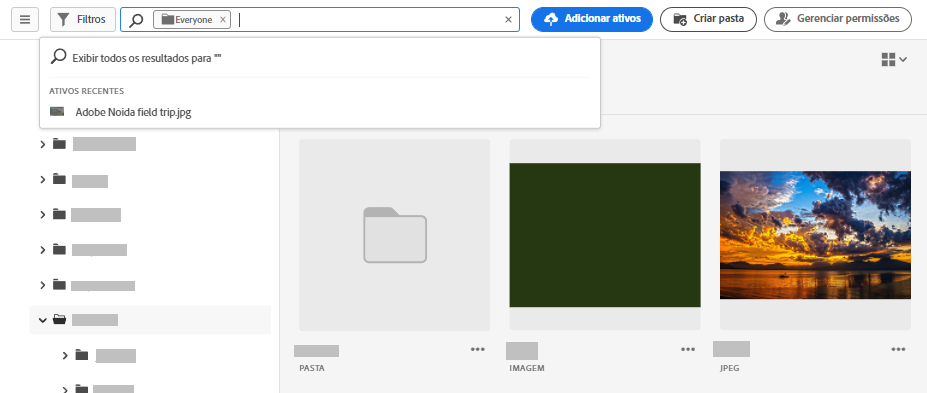 Filtros
Everyone
Adicionar ativos
Criar pasta
Gerenciar permissões
Exibir todos os resultados para ""
ATIVOS RECENTES
Adobe Noida field trip.jpg
PASTA
IMAGEM
JPEG